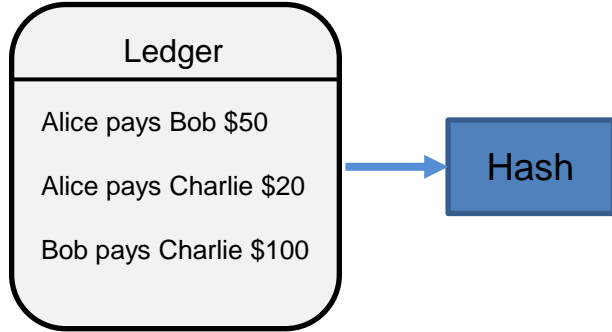 Ledger
Alice pays Bob $50
Alice pays Charlie $20
Bob pays Charlie $100
Hash